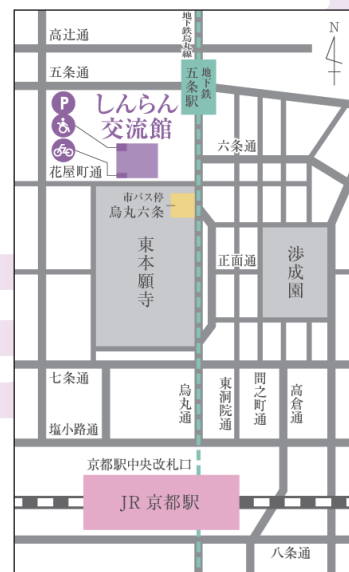 地下鉄烏丸線
N
高辻通
五条通
地下鉄
五条駅
P
しんらん
交流館
六条通
花屋町通
市バス停
烏丸六条
東本願寺
正面通
渉成園
七条通
烏丸通
東洞院通
間之町通
高倉通
塩小路通
京都駅中央改札口
JR 京都駅
八条通